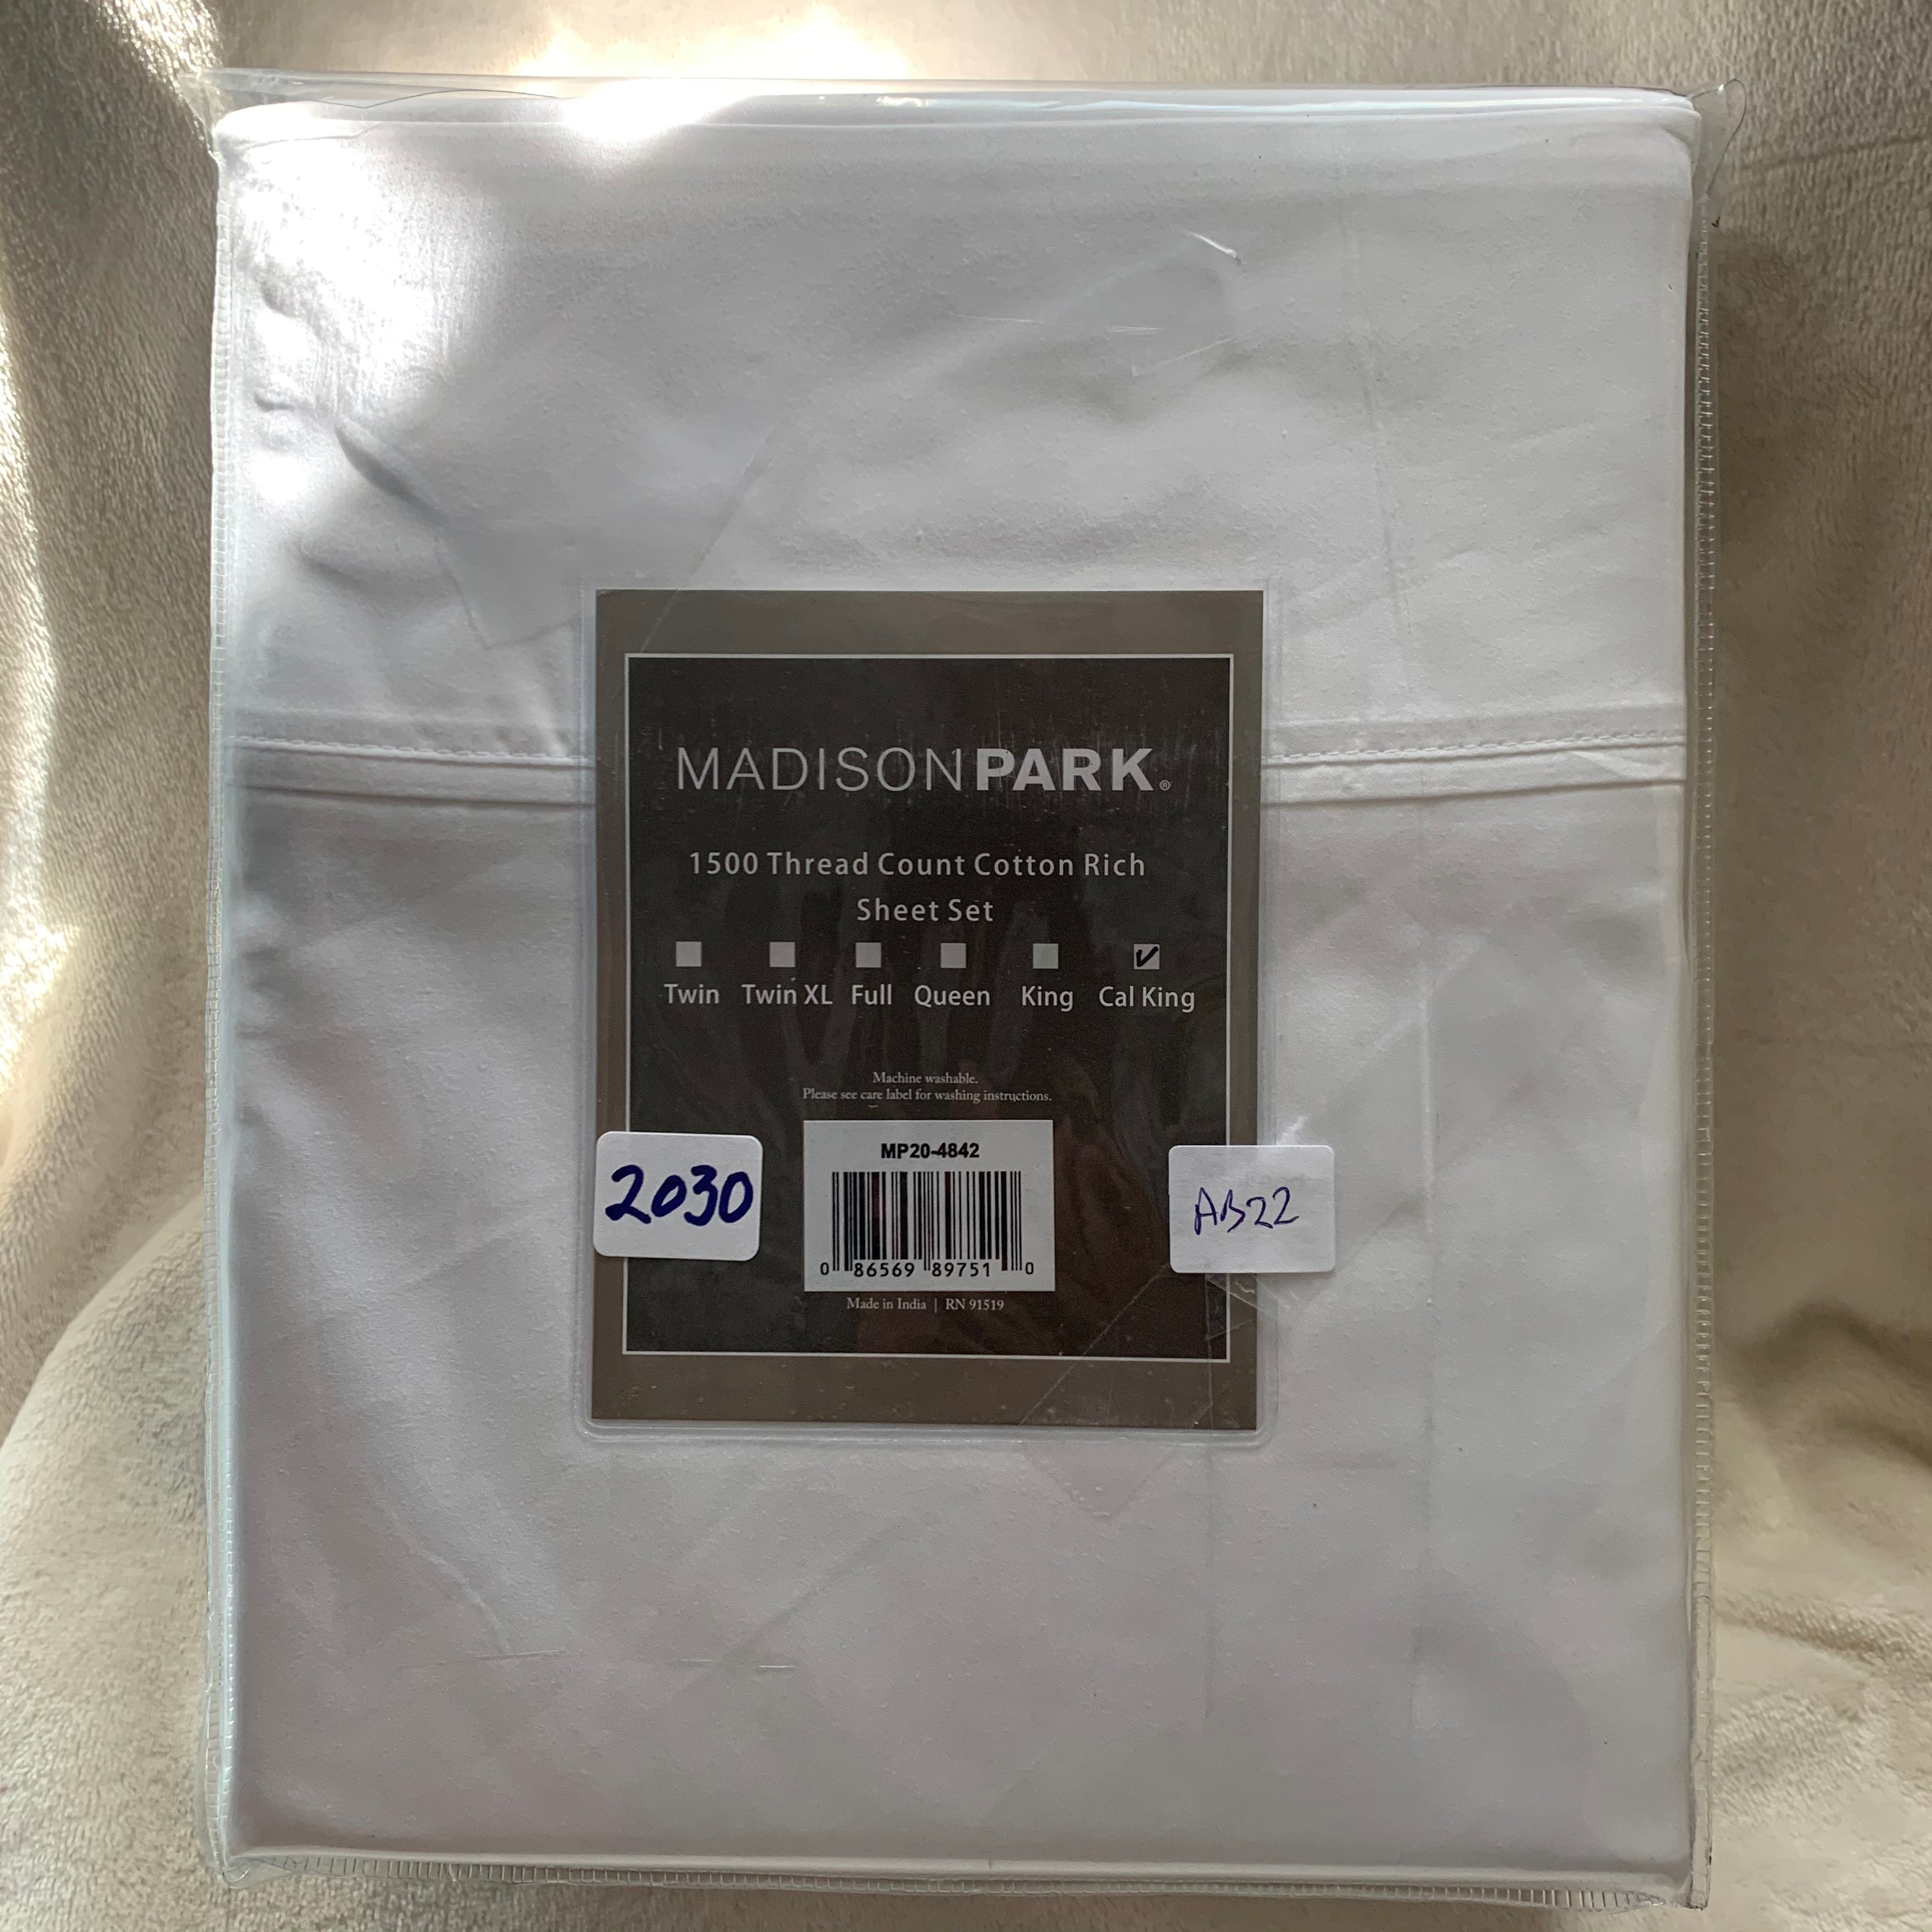 MADISONPARK®
1500 Thread Count Cotton Rich
Sheet Set
Twin Twin XL Full Queen King Cal King
Machine washable.
Please see care label for washing instructions.
2030
MP20-4842
0 86569 89751 0
AB22
Made in India | RN 91519